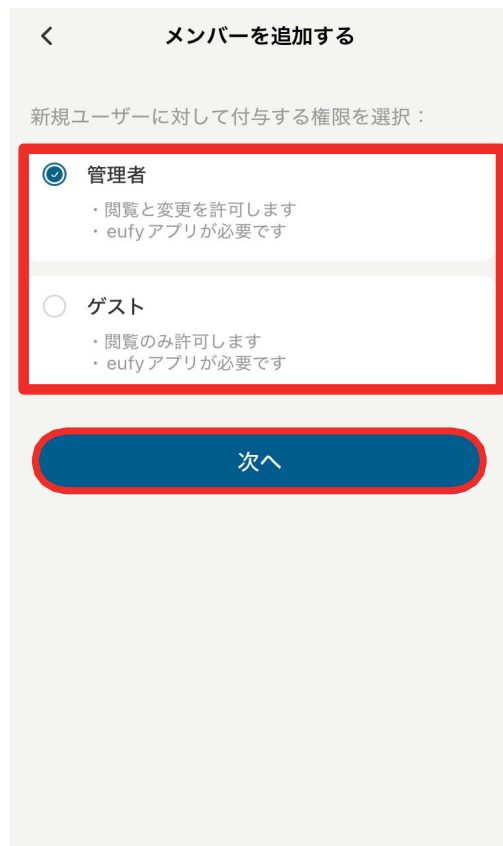 メンバーを追加する
新規ユーザーに対して付与する権限を選択：
管理者
・閲覧と変更を許可します
・eufyアプリが必要です
ゲスト
・閲覧のみ許可します
・eufyアプリが必要です
次へ